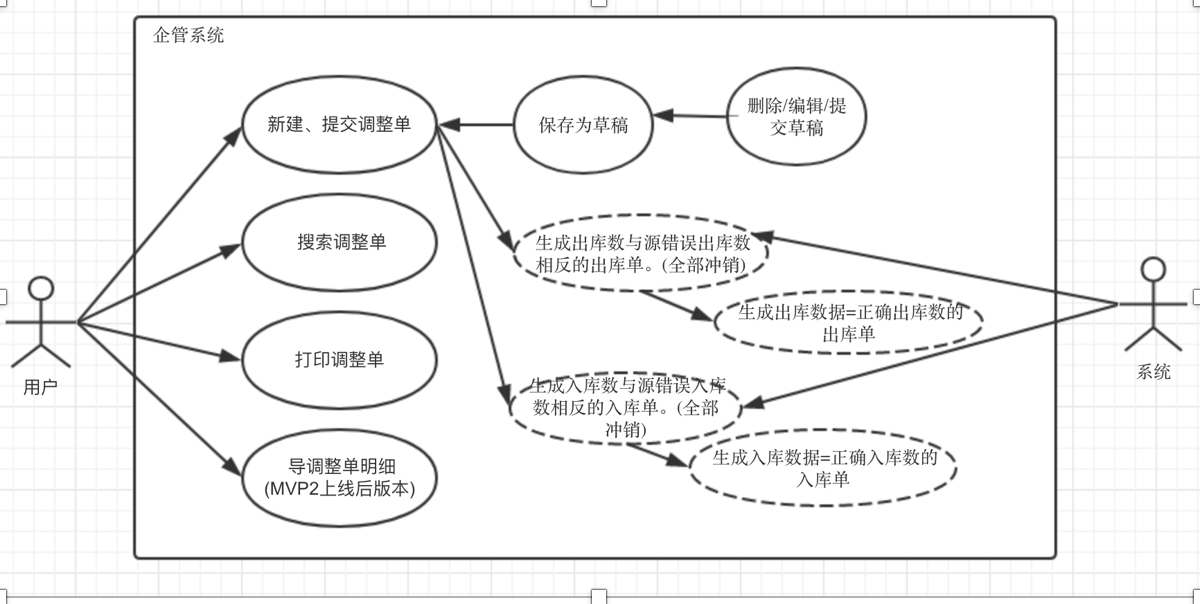 企管系统
新建、提交调整单
保存为草稿
删除/编辑/提
交草稿
搜索调整单
生成出库数与源错误出库数
相反的出库单。(全部冲销)
生成出库数据=正确出库数的
出库单
打印调整单
用户
系统
生成入库数与源错误入库
数相反的入库单。(全部
冲销)
导调整单明细
(MVP2上线后版本)
生成入库数据=正确入库数的
入库单